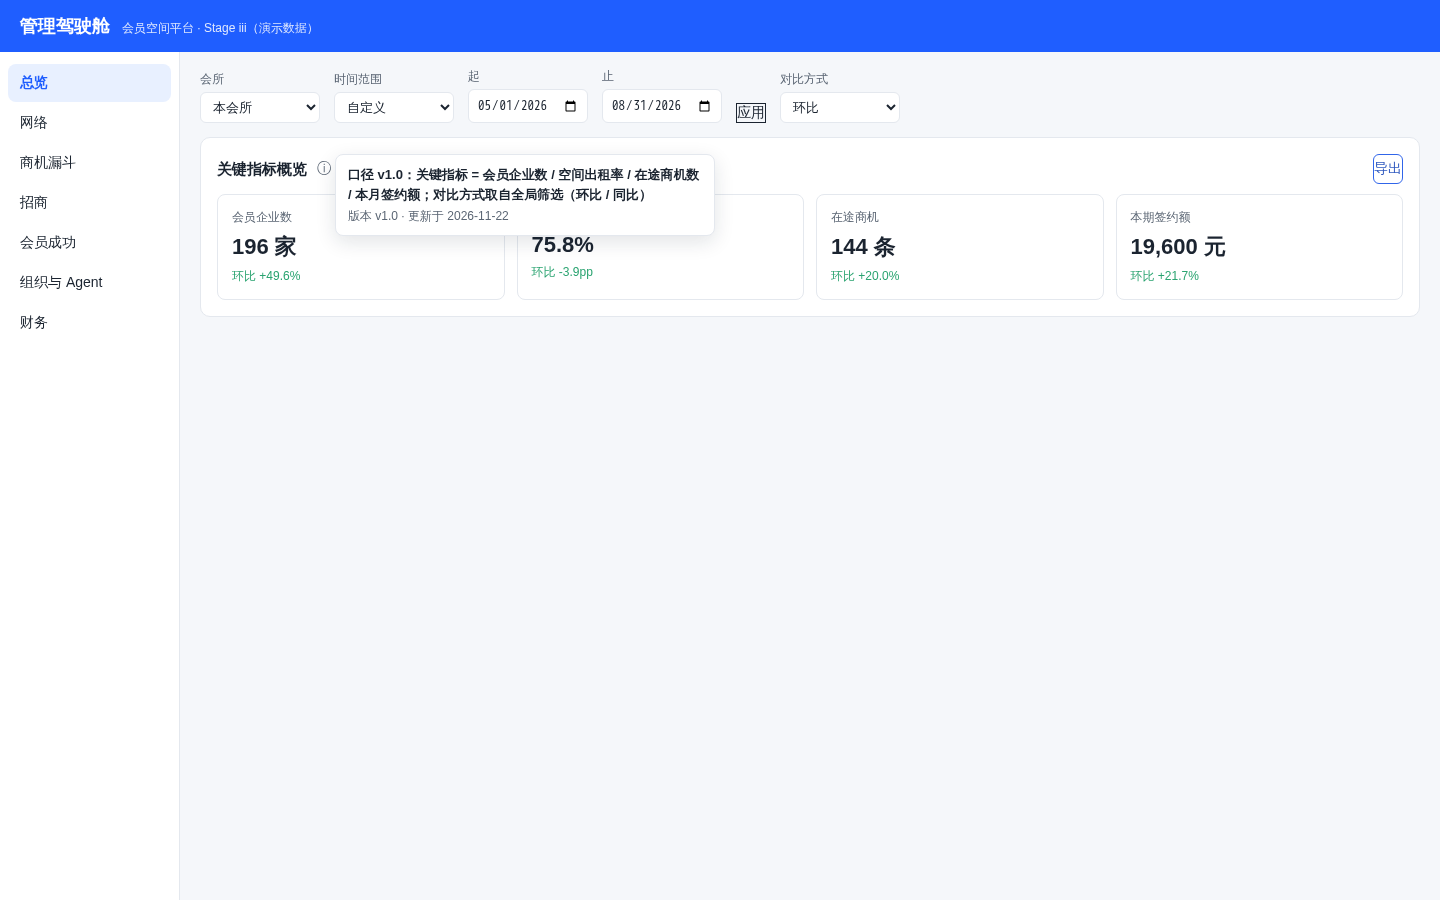 管理驾驶舱 会员空间平台 · Stage iii（演示数据）
总览
网络
商机漏斗
招商
会员成功
组织与 Agent
财务
会所 时间范围 起 止 对比方式
本会所 自定义 05/01/2026 08/31/2026 应用 环比
关键指标概览 ⓘ 导出
口径 v1.0：关键指标 = 会员企业数 / 空间出租率 / 在途商机数
/ 本月签约额；对比方式取自全局筛选（环比 / 同比）
版本 v1.0 · 更新于 2026-11-22
会员企业数
196 家
环比 +49.6%
75.8%
环比 -3.9pp
在途商机
144 条
环比 +20.0%
本期签约额
19,600 元
环比 +21.7%